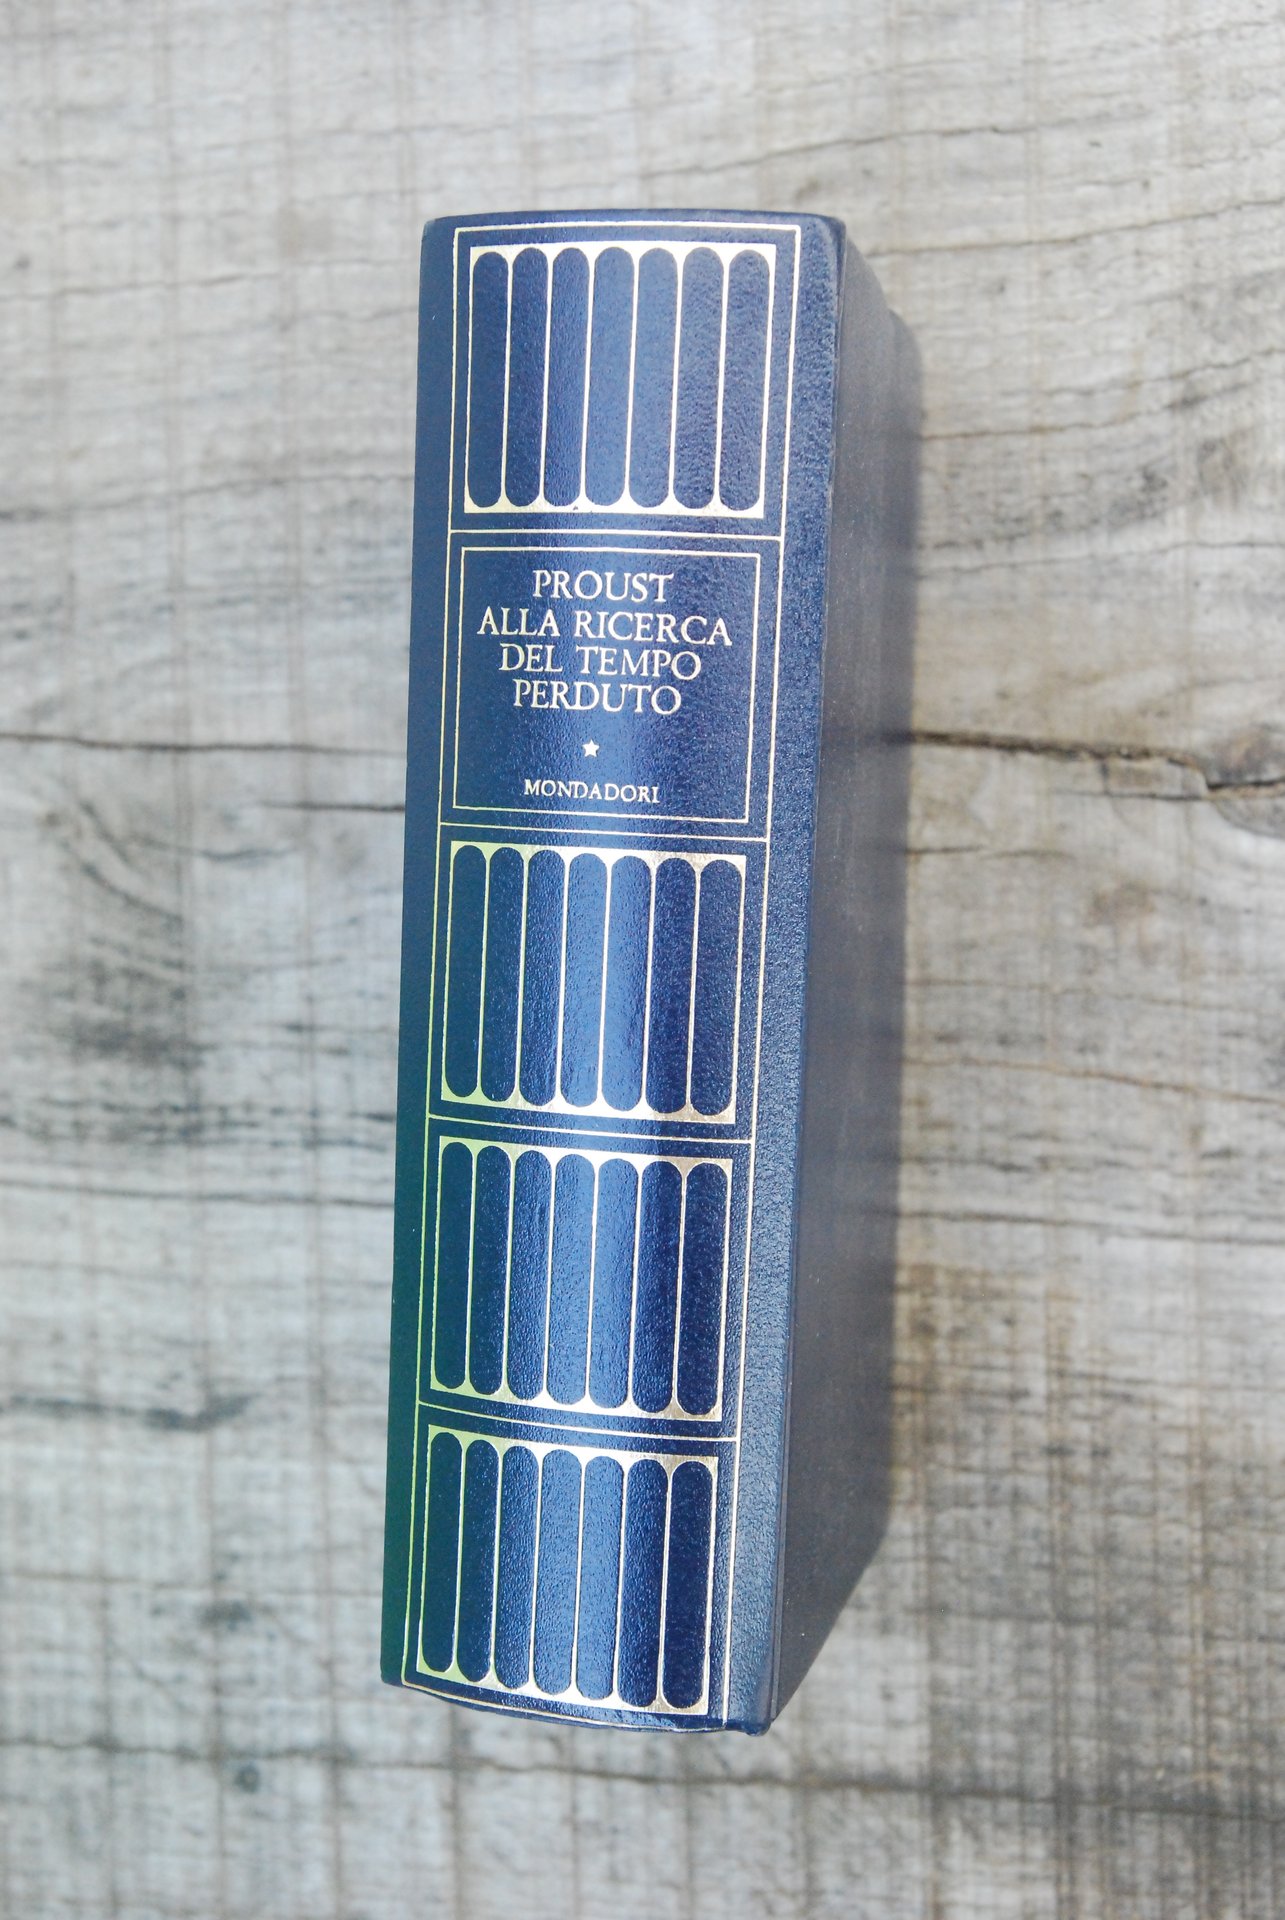 PROUST
ALLA RICERCA
DEL TEMPO
PERDUTO
MONDADORI